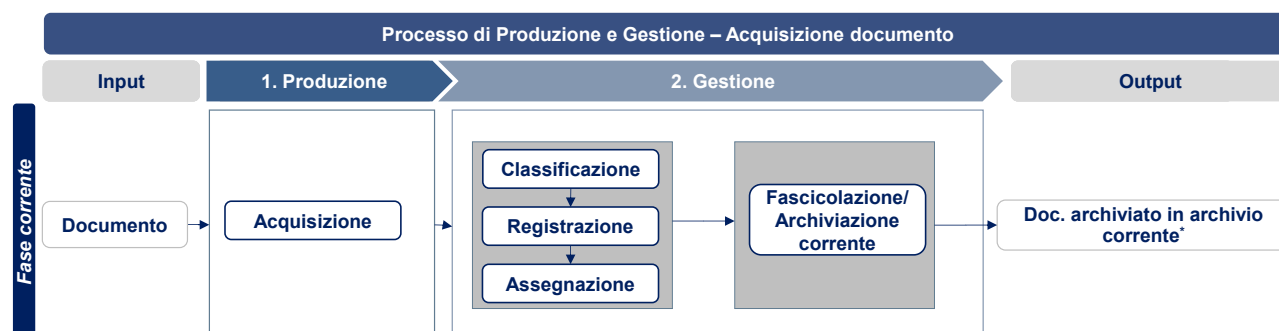 Processo di Produzione e Gestione – Acquisizione documento
Input
1. Produzione
2. Gestione
Output
Fase corrente
Documento
Acquisizione
Classificazione
Registrazione
Assegnazione
Fascicolazione/
Archiviazione
corrente
Doc. archiviato in archivio
corrente*